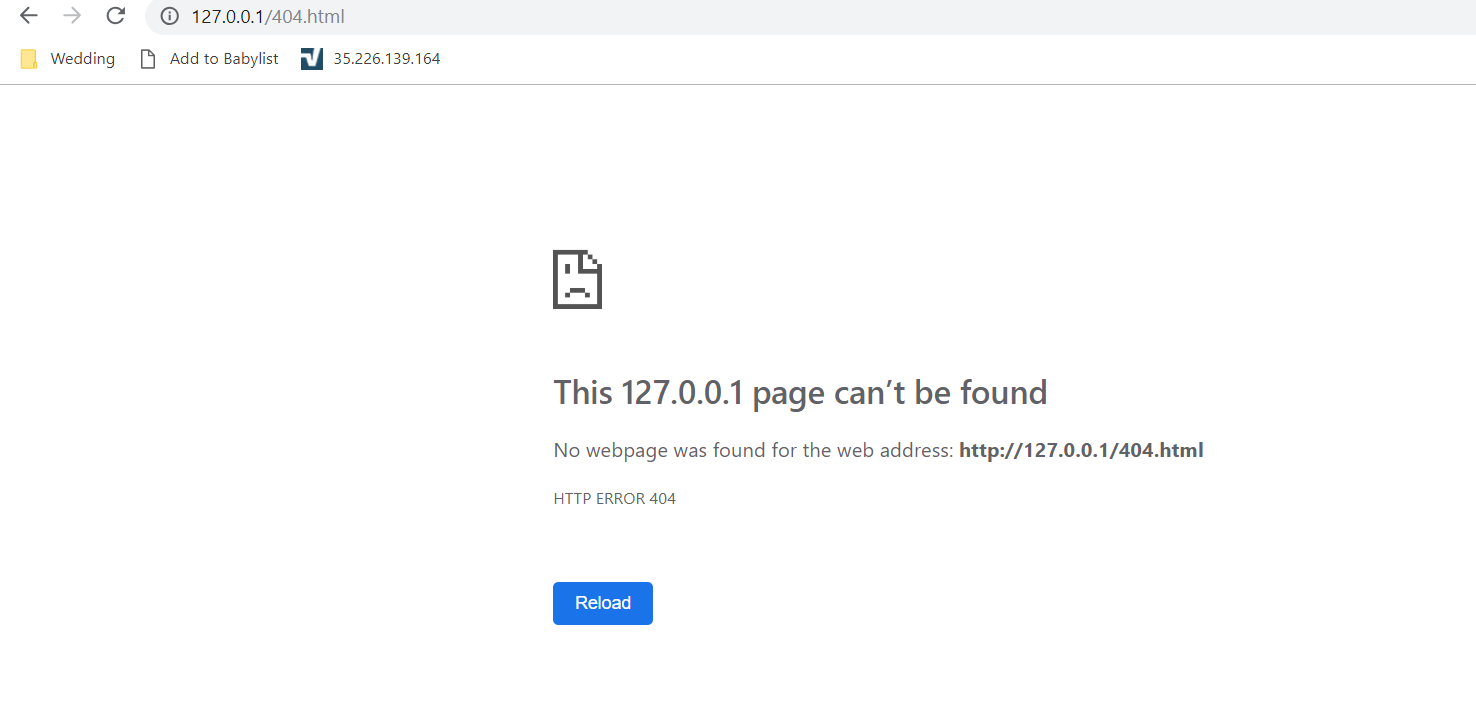 127.0.0.1/404.html
Wedding Add to Babylist 35.226.139.164
This 127.0.0.1 page can’t be found
No webpage was found for the web address: http://127.0.0.1/404.html
HTTP ERROR 404
Reload